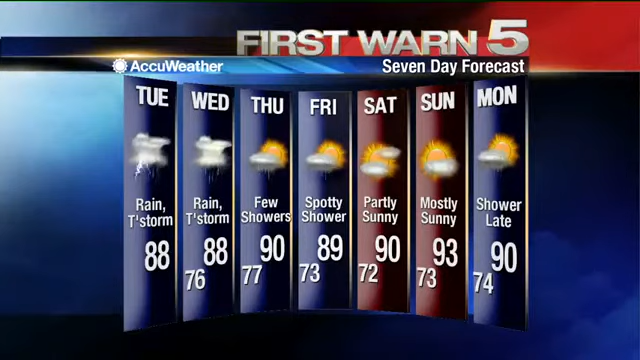 FIRST WARN 5
AccuWeather
Seven Day Forecast
TUE WED THU FRI SAT SUN MON
Rain, Rain, Few Spotty Partly Mostly Shower
T'storm T'storm Showers Shower Sunny Sunny Late
88 88 90 89 90 93 90
76 77 73 72 73 74